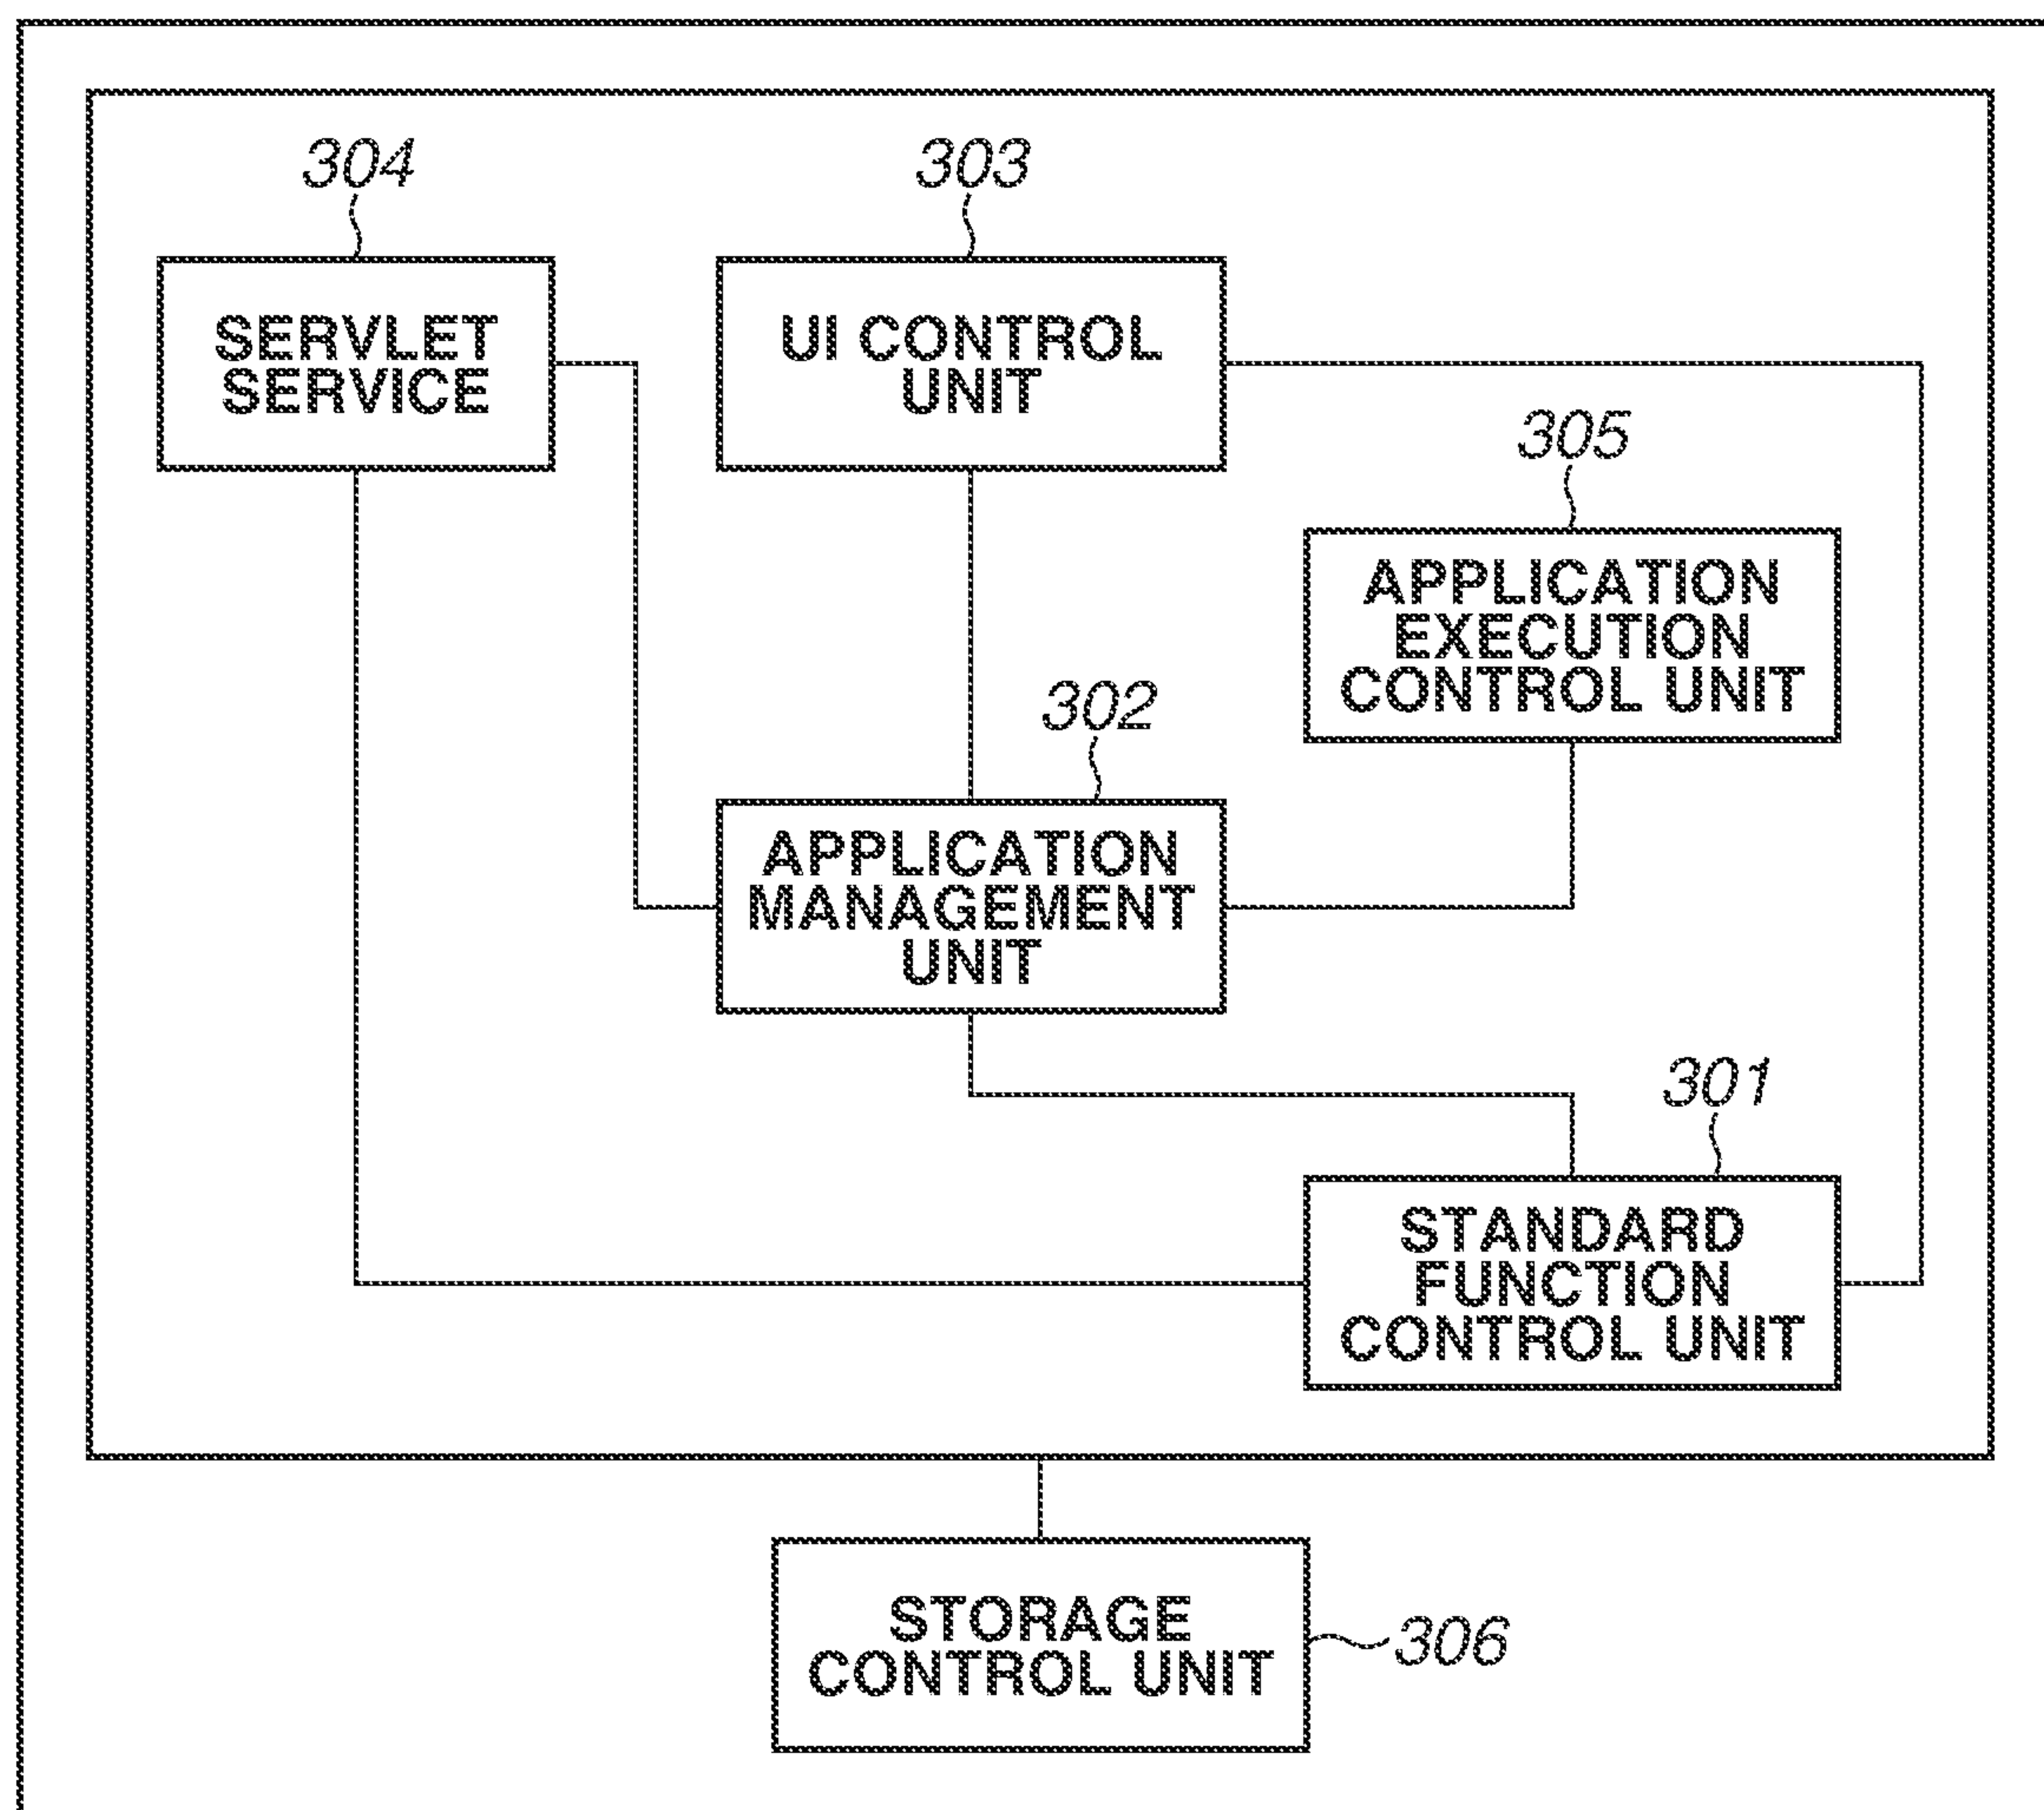 304
303
SERVLET
SERVICE
UI CONTROL
UNIT
305
APPLICATION
EXECUTION
CONTROL UNIT
302
APPLICATION
MANAGEMENT
UNIT
301
STANDARD
FUNCTION
CONTROL UNIT
STORAGE
CONTROL UNIT
306